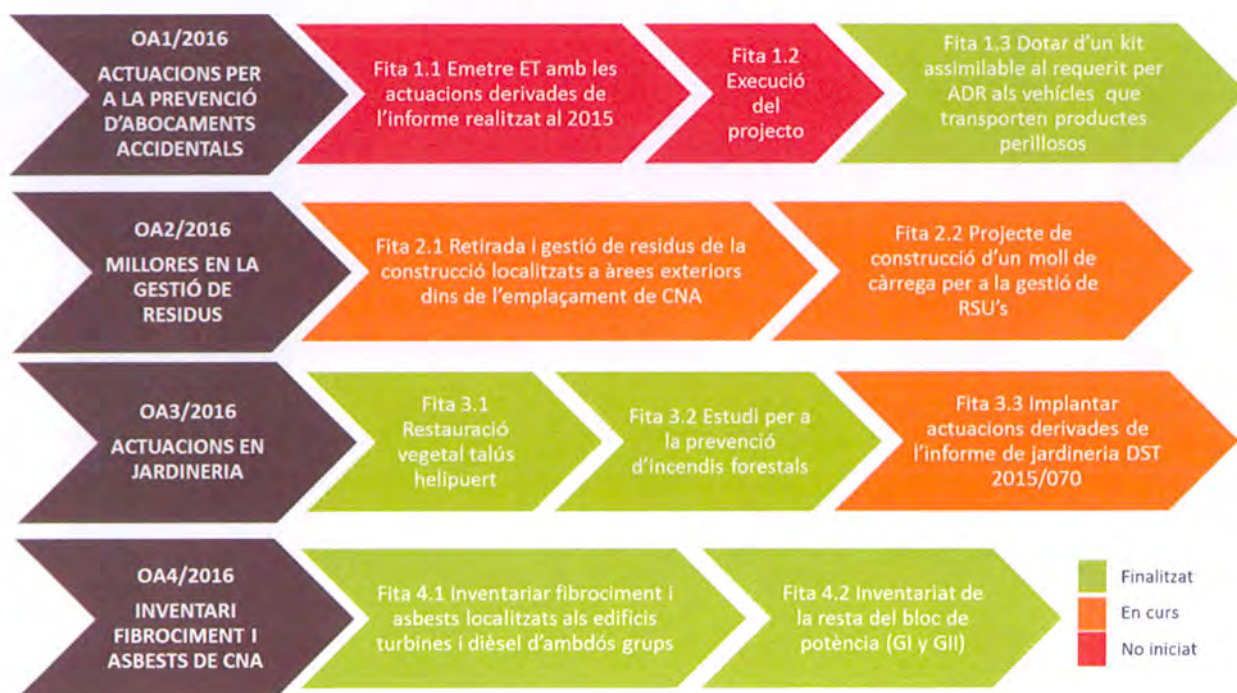 OA1/2016
ACTUACIONS PER
A LA PREVENCIÓ
D'ABOCAMENTS
ACCIDENTALS
Fita 1.1 Emetre ET amb les
actuacions derivades de
l'informe realitzat al 2015
Fita 1.2
Execució
del
projecto
Fita 1.3 Dotar d'un kit
assimilable al requerit per
ADR als vehícles que
transporten productes
perillosos
OA2/2016
MILLORES EN LA
GESTIÓ DE
RESIDUS
Fita 2.1 Retirada i gestió de residus de la
construcció localitzats a àrees exteriors
dins de l'emplaçament de CNA
Fita 2.2 Projecte de
construcció d'un moll de
càrrega per a la gestió de
RSU's
OA3/2016
ACTUACIONS EN
JARDINERIA
Fita 3.1
Restauració
vegetal talús
helipuert
Fita 3.2 Estudi per a
la prevenció
d'incendis forestals
Fita 3.3 Implantar
actuacions derivades de
l'informe de jardineria DST
2015/070
OA4/2016
INVENTARI
FIBROCIMENT I
ASBESTS DE CNA
Fita 4.1 Inventariar fibrociment i
asbests localitzats als edificis
turbines i dièsel d'ambdós grups
Fita 4.2 Inventariat de
la resta del bloc de
potència (GI y GII)
Finalitzat
En curs
No iniciat